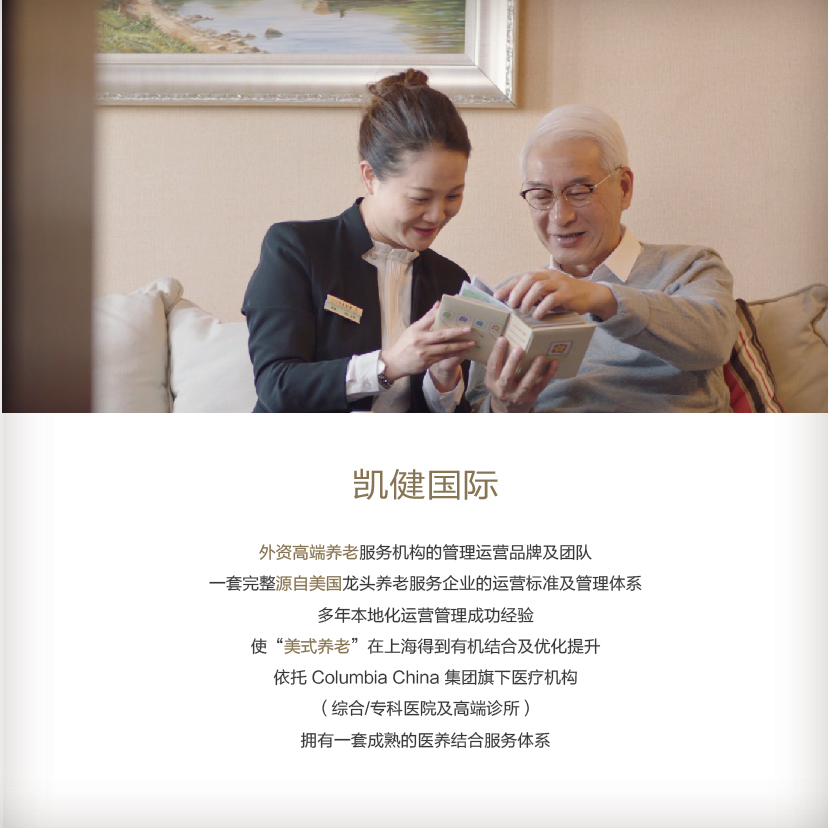 凯健国际
外资高端养老服务机构的管理运营品牌及团队
一套完整源自美国龙头养老服务企业的运营标准及管理体系
多年本地化运营管理成功经验
使“美式养老”在上海得到有机结合及优化提升
依托 Columbia China 集团旗下医疗机构
（综合/专科医院及高端诊所）
拥有一套成熟的医养结合服务体系